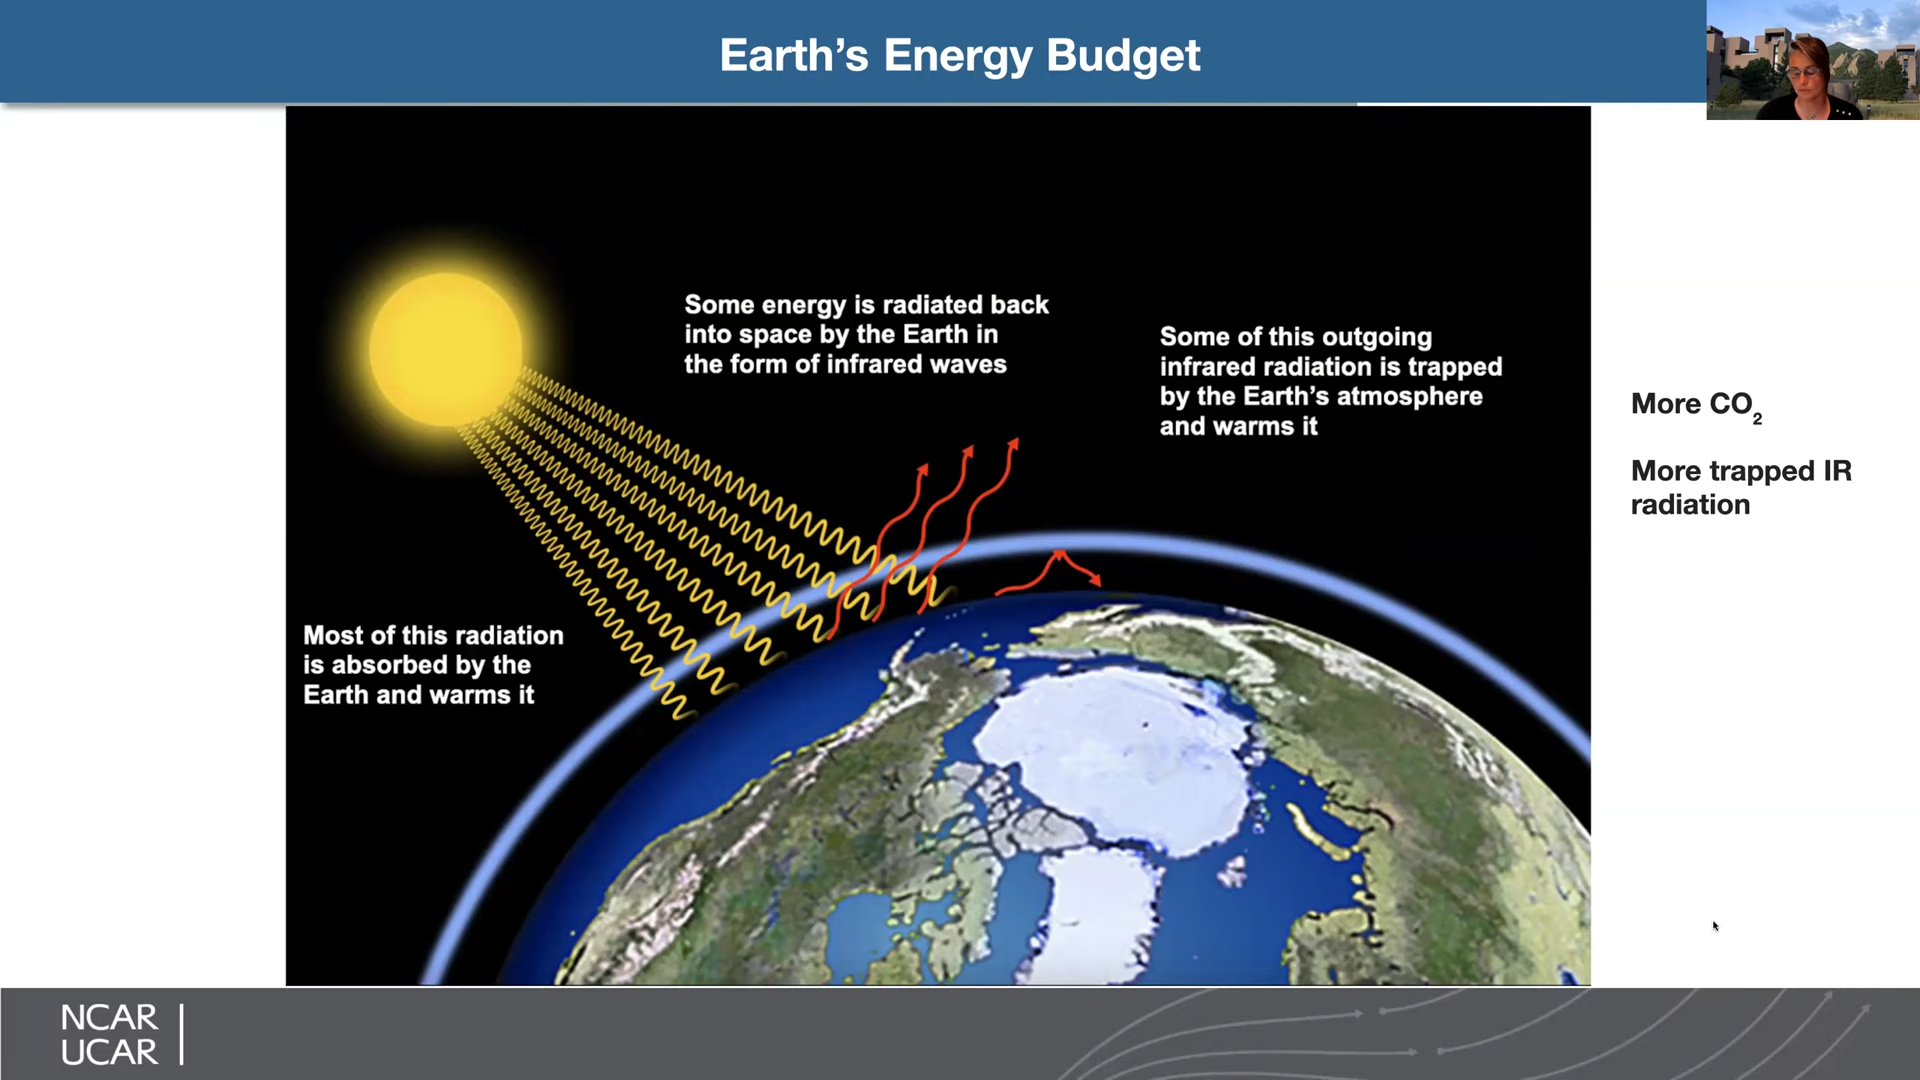 Earth’s Energy Budget
Some energy is radiated back
into space by the Earth in
the form of infrared waves
Some of this outgoing
infrared radiation is trapped
by the Earth’s atmosphere
and warms it
More CO₂
More trapped IR
radiation
Most of this radiation
is absorbed by the
Earth and warms it
NCAR
UCAR